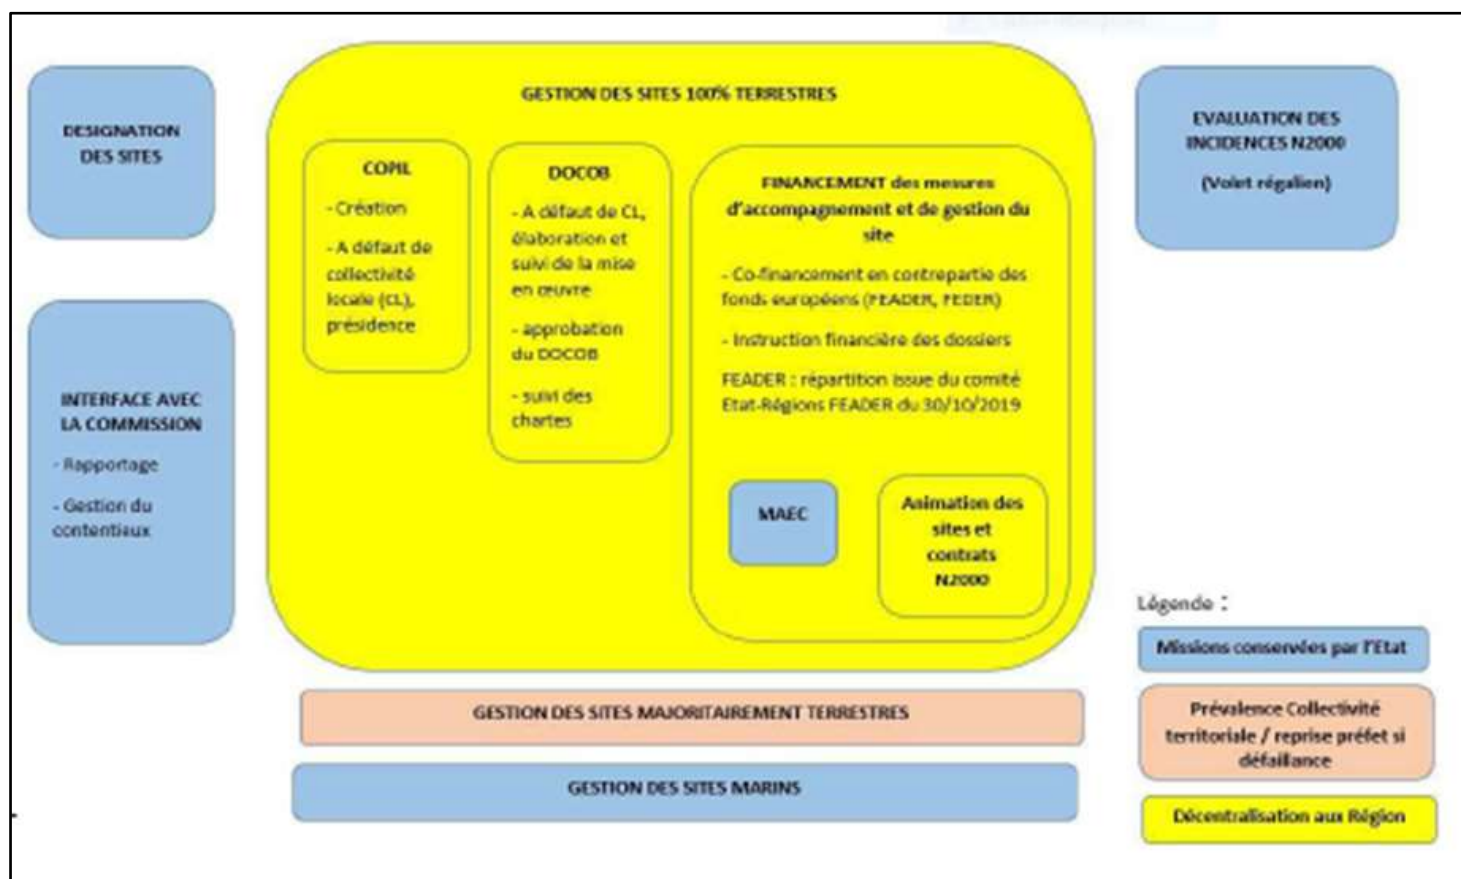 DESIGNATION
DES SITES
INTERFACE AVEC
LA COMMISSION
- Rapportage
- Gestion du
contentieux
GESTION DES SITES 100% TERRESTRES
COPIL
- Création
- A défaut de
collectivité
locale (CL),
présidence
DOCOB
- A défaut de CL,
élaboration et
suivi de la mise
en œuvre
- approbation
du DOCOB
- suivi des
chartes
FINANCEMENT des mesures
d'accompagnement et de gestion du
site
- Co-financement en contrepartie des
fonds européens (FEADER, FEDER)
- Instruction financière des dossiers
FEADER : répartition issue du comité
Etat-Régions FEADER du 30/10/2019
MAEC
Animation des
sites et
contrats
N2000
GESTION DES SITES MAJORITAIREMENT TERRESTRES
GESTION DES SITES MARINS
EVALUATION DES
INCIDENCES N2000
(Volet régalien)
Légende :
Missions conservées par l'Etat
Prévalence Collectivité
territoriale / reprise préfet si
défaillance
Décentralisation aux Région